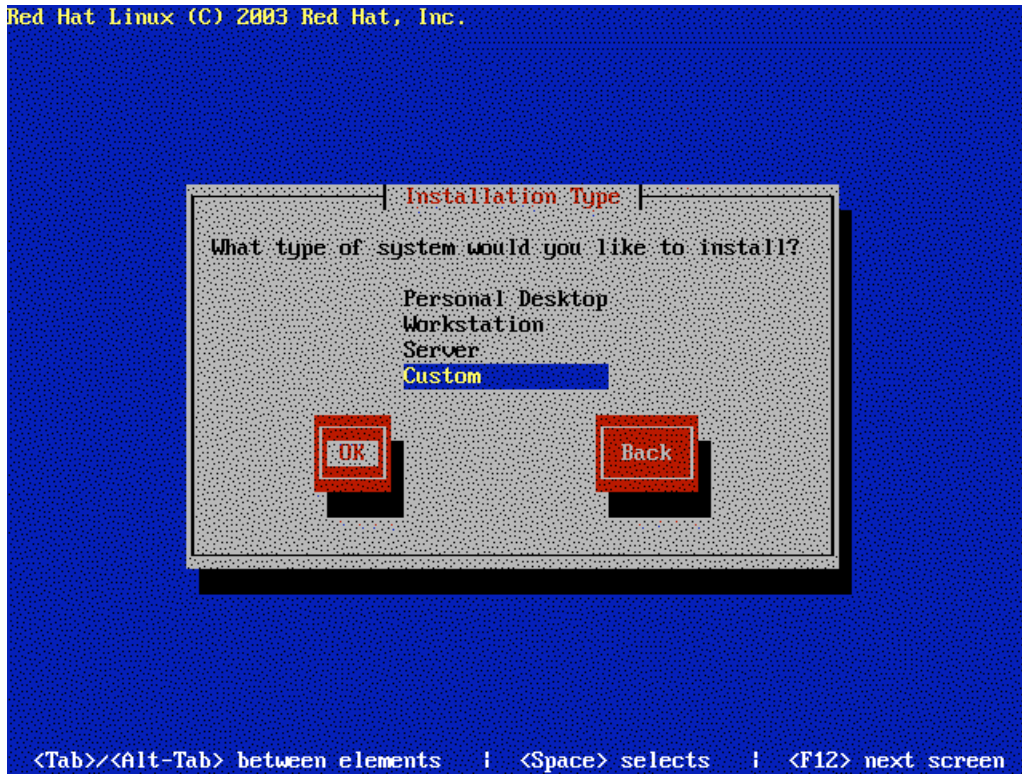 Red Hat Linux (C) 2003 Red Hat, Inc.
Installation Type
What type of system would you like to install?
Personal Desktop
Workstation
Server
Custom
OK
Back
<Tab>/<Alt-Tab> between elements | <Space> selects | <F12> next screen